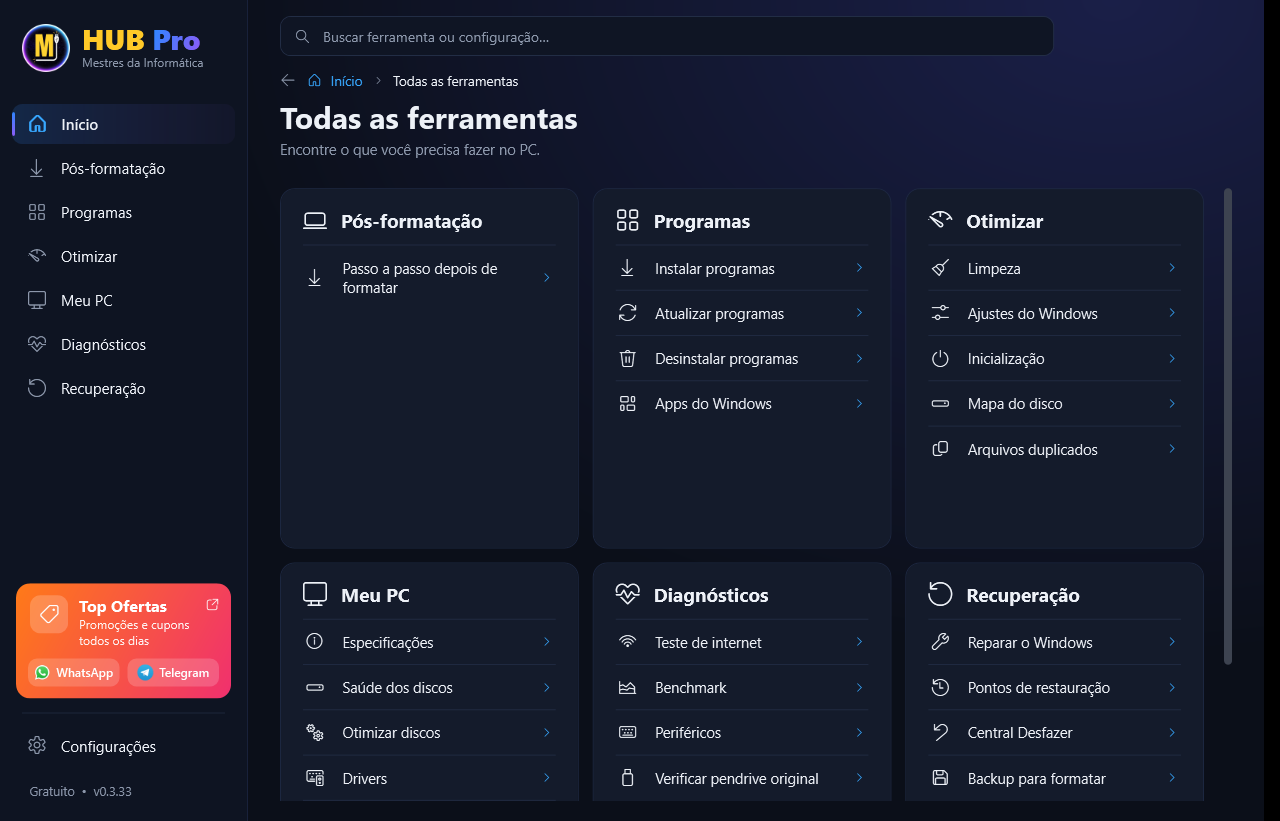 M
HUB Pro
Mestres da Informática
Início
Pós-formatação
Programas
Otimizar
Meu PC
Diagnósticos
Recuperação
Top Ofertas
Promoções e cupons
todos os dias
WhatsApp
Telegram
Configurações
Gratuito • v0.3.33
Buscar ferramenta ou configuração...
Início
Todas as ferramentas
Todas as ferramentas
Encontre o que você precisa fazer no PC.
Pós-formatação
Passo a passo depois de
formatar
Programas
Instalar programas
Atualizar programas
Desinstalar programas
Apps do Windows
Otimizar
Limpeza
Ajustes do Windows
Inicialização
Mapa do disco
Arquivos duplicados
Meu PC
Especificações
Saúde dos discos
Otimizar discos
Drivers
Diagnósticos
Teste de internet
Benchmark
Periféricos
Verificar pendrive original
Recuperação
Reparar o Windows
Pontos de restauração
Central Desfazer
Backup para formatar